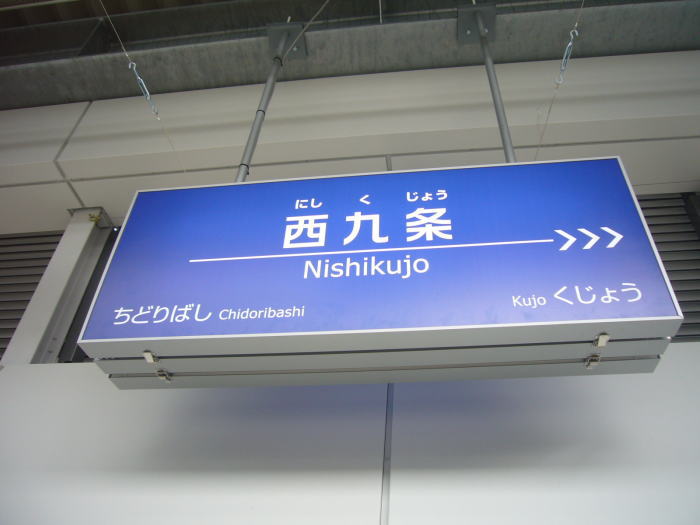 にし く じょう
西九条
Nishikujo
ちどりばし Chidoribashi
Kujo くじょう